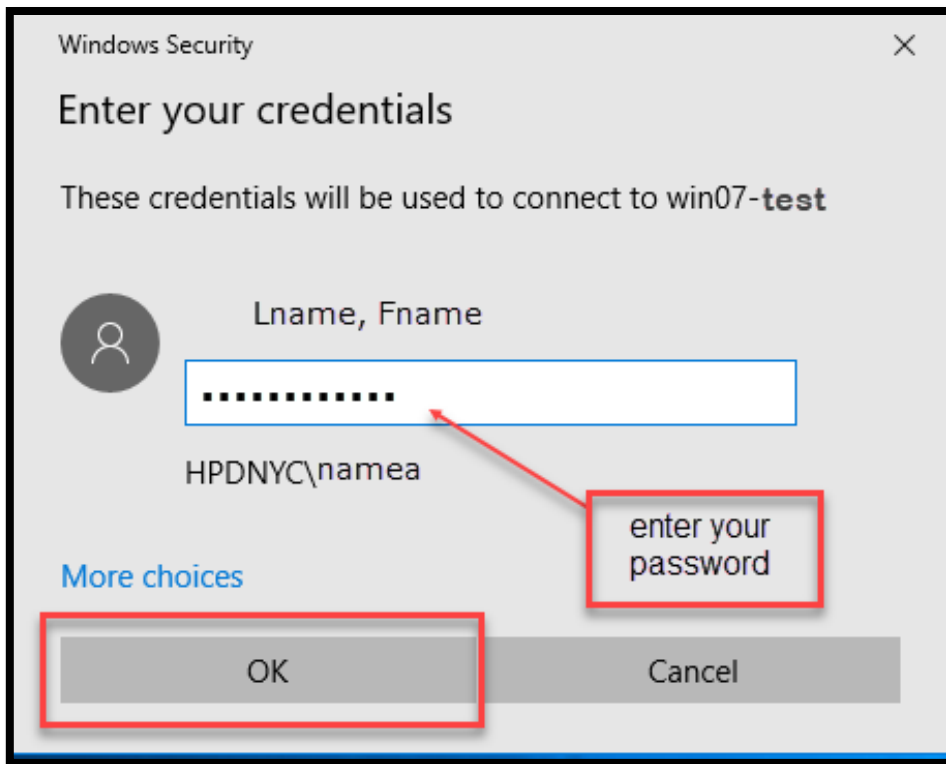 Windows Security
Enter your credentials
These credentials will be used to connect to win07-test
Lname, Fname
HPDNYC\namea
enter your
password
More choices
OK
Cancel